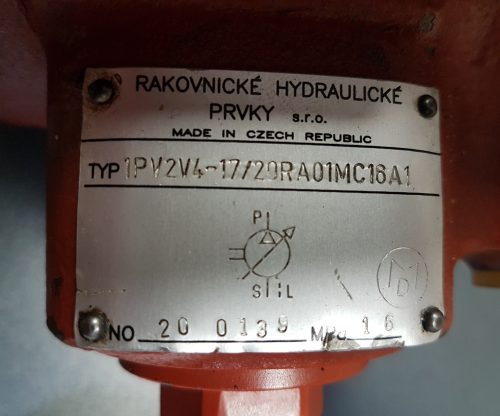 RAKOVNICKÉ HYDRAULICKÉ
PRVKY s.r.o.
MADE IN CZECH REPUBLIC
TYP 1PV2V4-17/20RA01MC16A1
P
S L
NO 20 0139 MPa 16